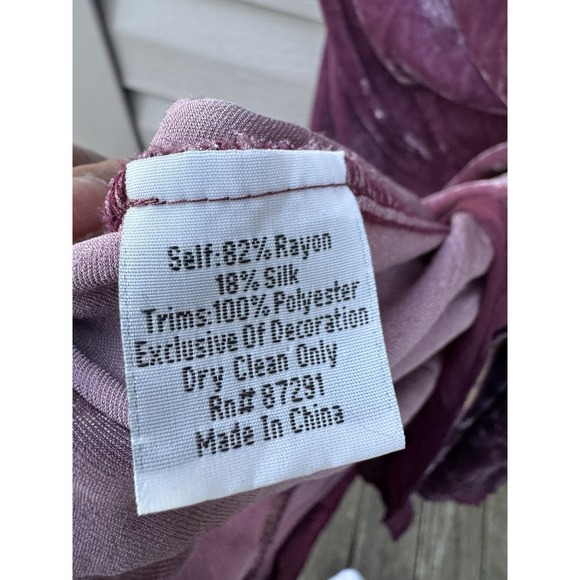 Self:82% Rayon
18% Silk
Trims:100% Polyester
Exclusive Of Decoration
Dry Clean Only
Rn# 87291
Made In China